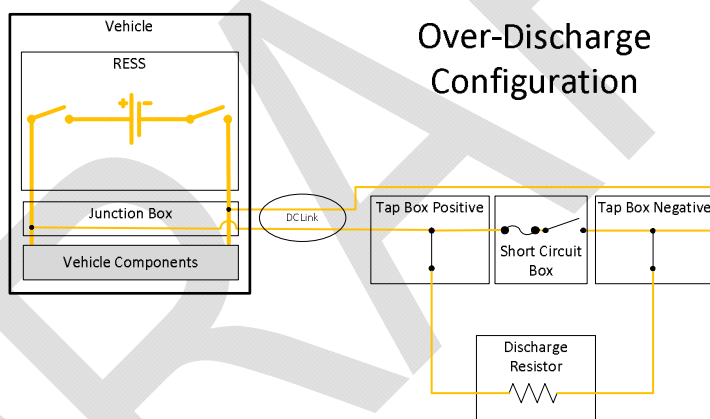 Vehicle
Over-Discharge
Configuration
RESS
Junction Box
DC Link
Tap Box Positive
Tap Box Negative
Short Circuit
Box
Vehicle Components
Discharge
Resistor